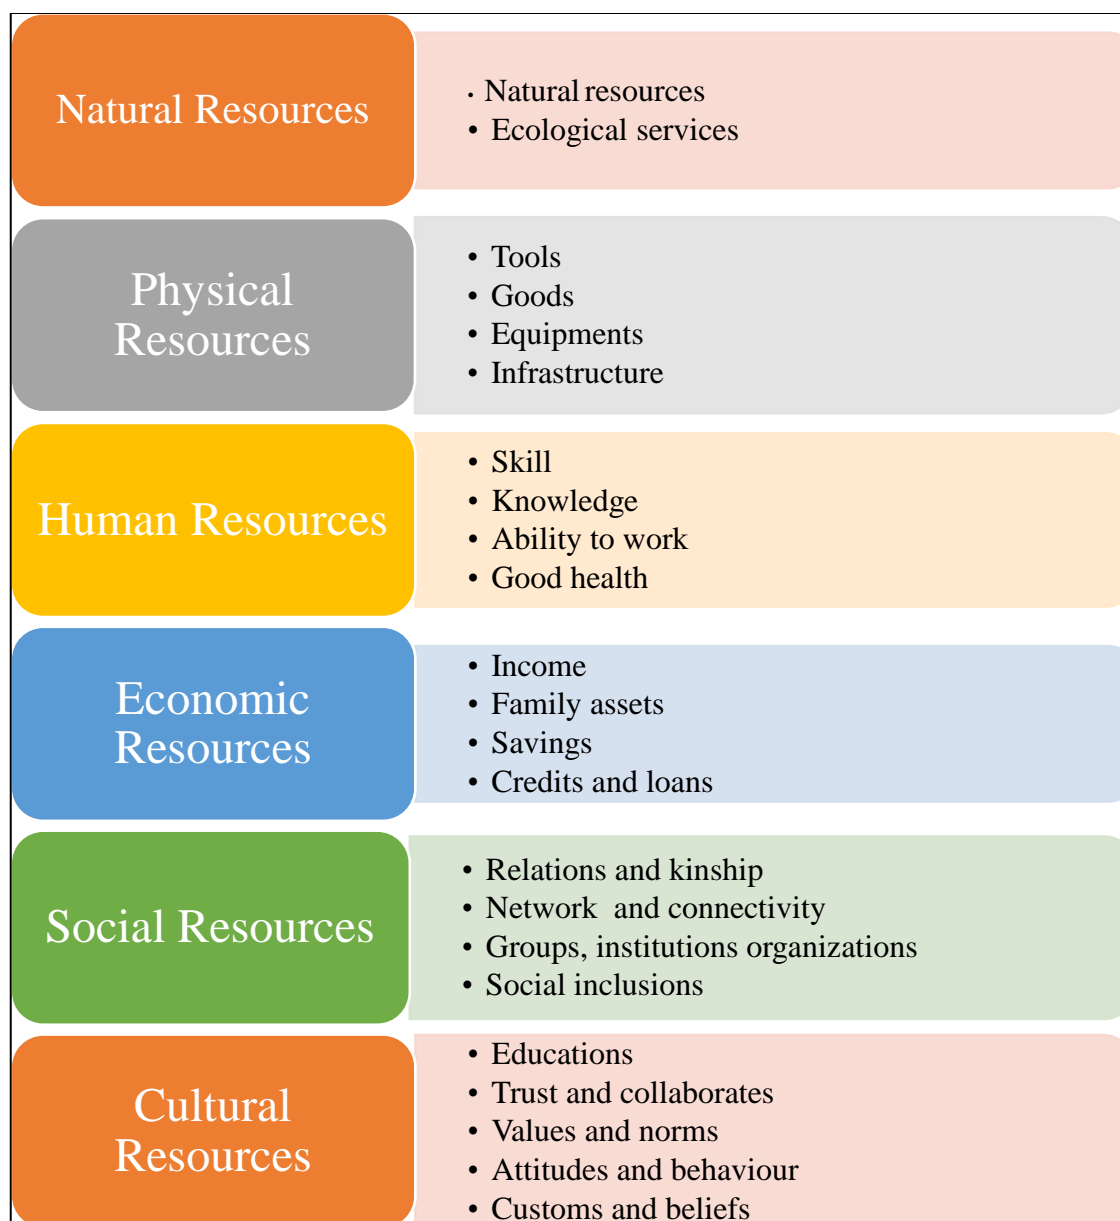 Natural Resources
· Natural resources
• Ecological services
Physical
Resources
• Tools
• Goods
• Equipments
• Infrastructure
Human Resources
• Skill
• Knowledge
• Ability to work
• Good health
Economic
Resources
• Income
• Family assets
• Savings
• Credits and loans
Social Resources
• Relations and kinship
• Network  and connectivity
• Groups, institutions organizations
• Social inclusions
Cultural
Resources
• Educations
• Trust and collaborates
• Values and norms
• Attitudes and behaviour
• Customs and beliefs